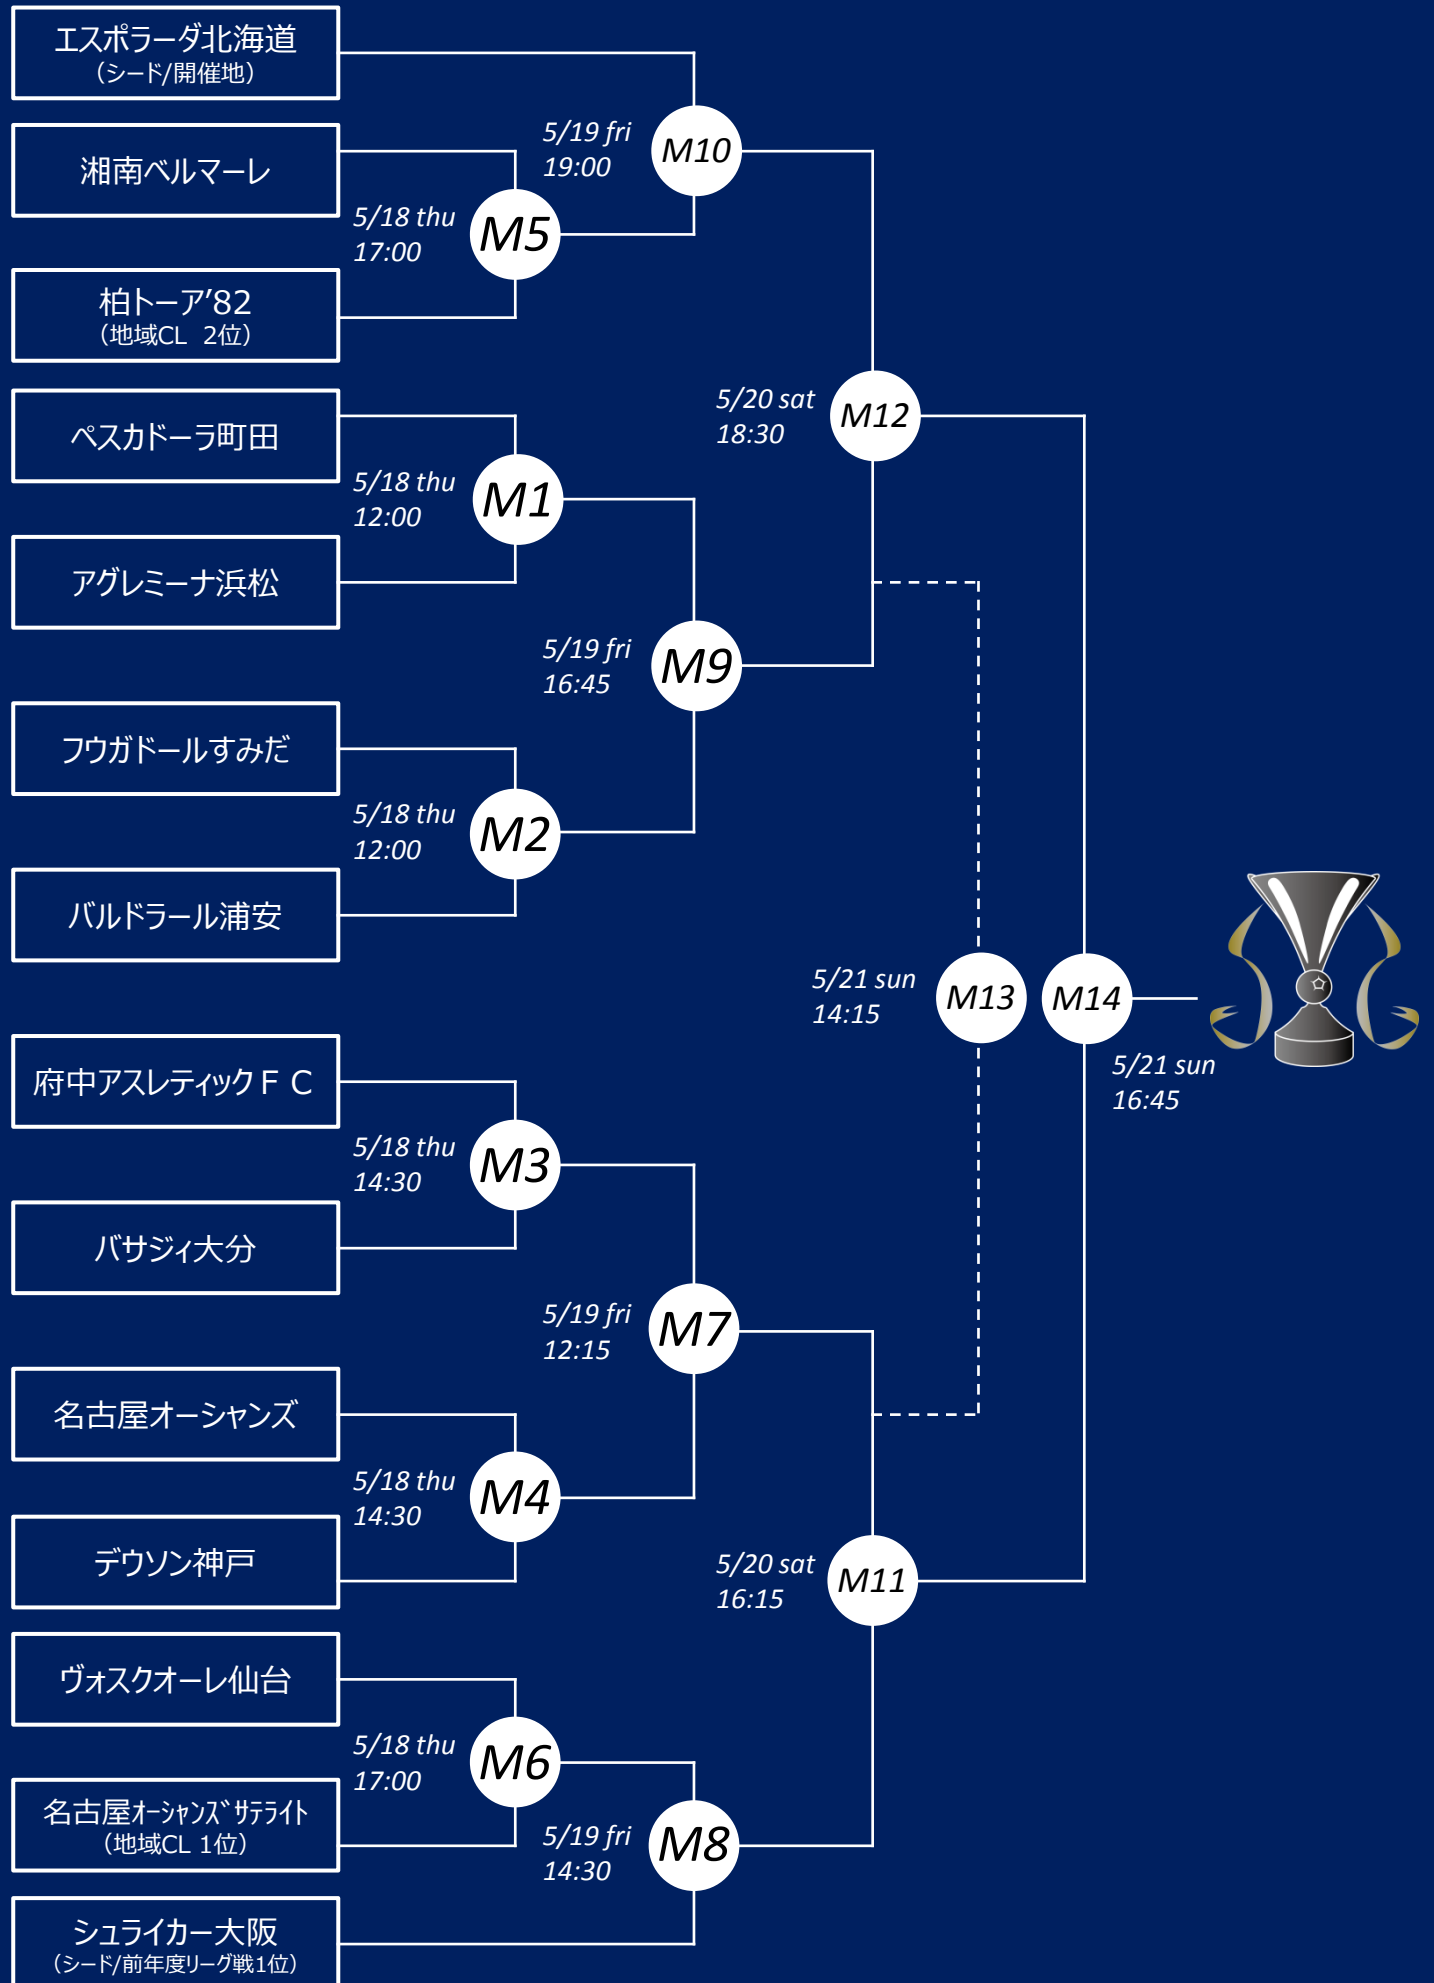 エスポラーダ北海道
（シード/開催地）
5/19 fri
19:00
M10
湘南ベルマーレ
5/18 thu
17:00
M5
柏トーア’82
（地域CL 2位）
ペスカドーラ町田
5/20 sat
18:30
M12
5/18 thu
12:00
M1
アグレミーナ浜松
5/19 fri
16:45
M9
フウガドールすみだ
5/18 thu
12:00
M2
バルドラール浦安
5/21 sun
14:15
M13
M14
5/21 sun
16:45
府中アスレティックＦＣ
5/18 thu
14:30
M3
バサジィ大分
5/19 fri
12:15
M7
名古屋オーシャンズ
5/18 thu
14:30
M4
デウソン神戸
5/20 sat
16:15
M11
ヴォスクオーレ仙台
5/18 thu
17:00
M6
名古屋ｵｰｼｬﾝｽﾞｻﾃﾗｲﾄ
（地域CL 1位）
5/19 fri
14:30
M8
シュライカー大阪
（シード/前年度リーグ戦1位）